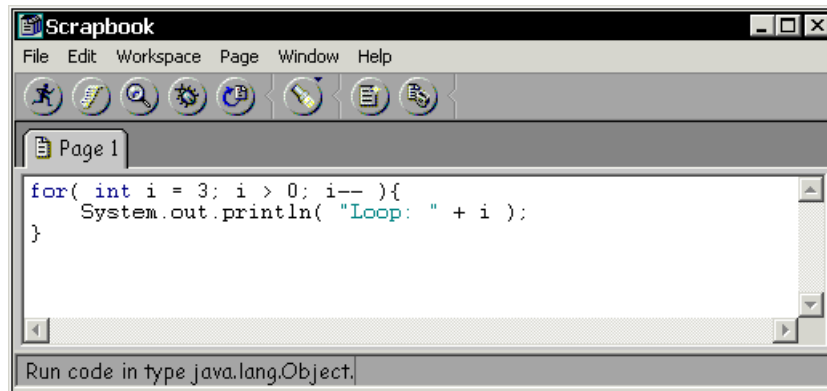 Scrapbook
File Edit Workspace Page Window Help
Page 1
for( int i = 3; i > 0; i-- ){
    System.out.println( "Loop: " + i );
}
Run code in type java.lang.Object.